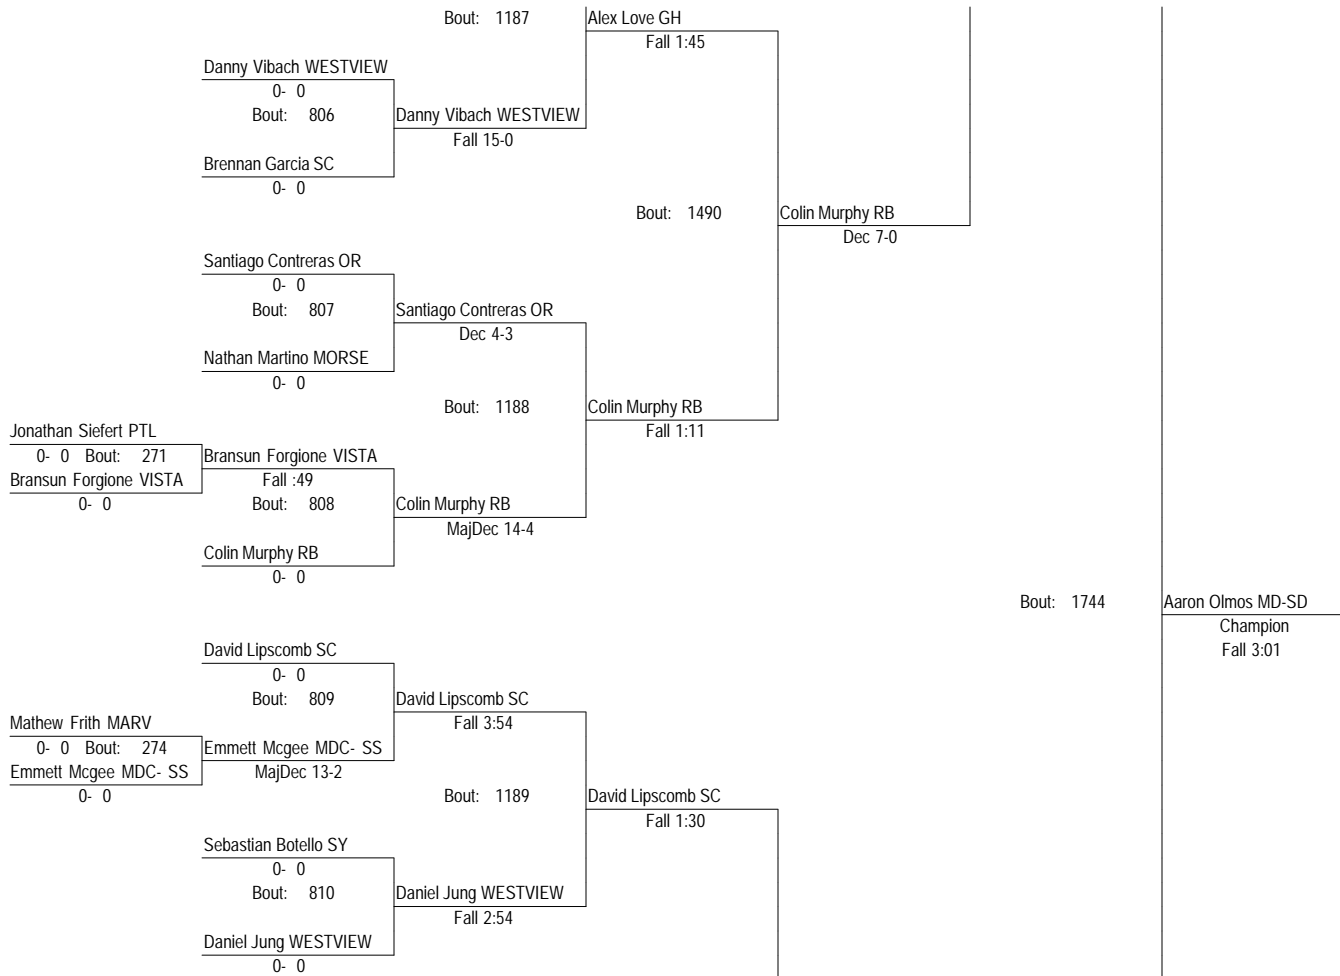 Bout: 1187 Alex Love GH
Fall 1:45
Danny Vibach WESTVIEW
0- 0
Bout: 806 Danny Vibach WESTVIEW
Fall 15-0
Brennan Garcia SC
0- 0
Bout: 1490 Colin Murphy RB
Dec 7-0
Santiago Contreras OR
0- 0
Bout: 807 Santiago Contreras OR
Dec 4-3
Nathan Martino MORSE
0- 0
Bout: 1188 Colin Murphy RB
Fall 1:11
Jonathan Siefert PTL
0- 0 Bout: 271 Bransun Forgione VISTA
Bransun Forgione VISTA Fall :49
0- 0 Bout: 808 Colin Murphy RB
MajDec 14-4
Colin Murphy RB
0- 0
Bout: 1744 Aaron Olmos MD-SD
Champion
Fall 3:01
David Lipscomb SC
0- 0
Bout: 809 David Lipscomb SC
Fall 3:54
Mathew Frith MARV
0- 0 Bout: 274 Emmett Mcgee MDC- SS
Emmett Mcgee MDC- SS MajDec 13-2
0- 0 Bout: 1189 David Lipscomb SC
Fall 1:30
Sebastian Botello SY
0- 0
Bout: 810 Daniel Jung WESTVIEW
Fall 2:54
Daniel Jung WESTVIEW
0- 0